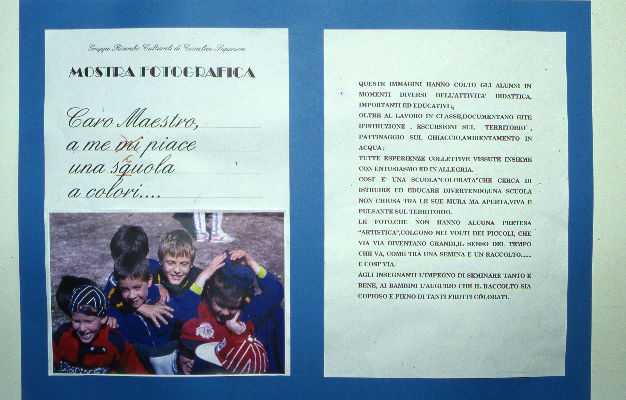 Gruppo Ricerche Culturali di Comelico Superiore
MOSTRA FOTOGRAFICA
Caro Maestro,
a me mi piace
una squola
a colori....
QUESTE IMMAGINI HANNO COLTO GLI ALUNNI IN
MOMENTI DIVERSI DELL'ATTIVITA' DIDATTICA,
IMPORTANTI ED EDUCATIVI;
OLTRE AL LAVORO IN CLASSE,DOCUMENTANO GITE
D'ISTRUZIONE , ESCURSIONI SUL TERRITORIO ,
PATTINAGGIO SUL GHIACCIO,AMBIENTAMENTO IN
ACQUA:
TUTTE ESPERIENZE COLLETTIVE VISSUTE INSIEME
CON ENTUSIASMO ED IN ALLEGRIA.
COSI' E' UNA SCUOLA"COLORATA"CHE CERCA DI
ISTRUIRE ED EDUCARE DIVERTENDO;UNA SCUOLA
NON CHIUSA TRA LE SUE MURA MA APERTA,VIVA E
PULSANTE SUL TERRITORIO.
LE FOTO,CHE NON HANNO ALCUNA PRETESA
"ARTISTICA",COLGONO NEI VOLTI DEI PICCOLI, CHE
VIA VIA DIVENTANO GRANDI,IL SENSO DEL TEMPO
CHE VA, COME TRA UNA SEMINA E UN RACCOLTO......
E COSI' VIA.
AGLI INSEGNANTI L'IMPEGNO DI SEMINARE TANTO E
BENE, AI BAMBINI L'AUGURIO CHE IL RACCOLTO SIA
COPIOSO E PIENO DI TANTI FRUTTI COLORATI.